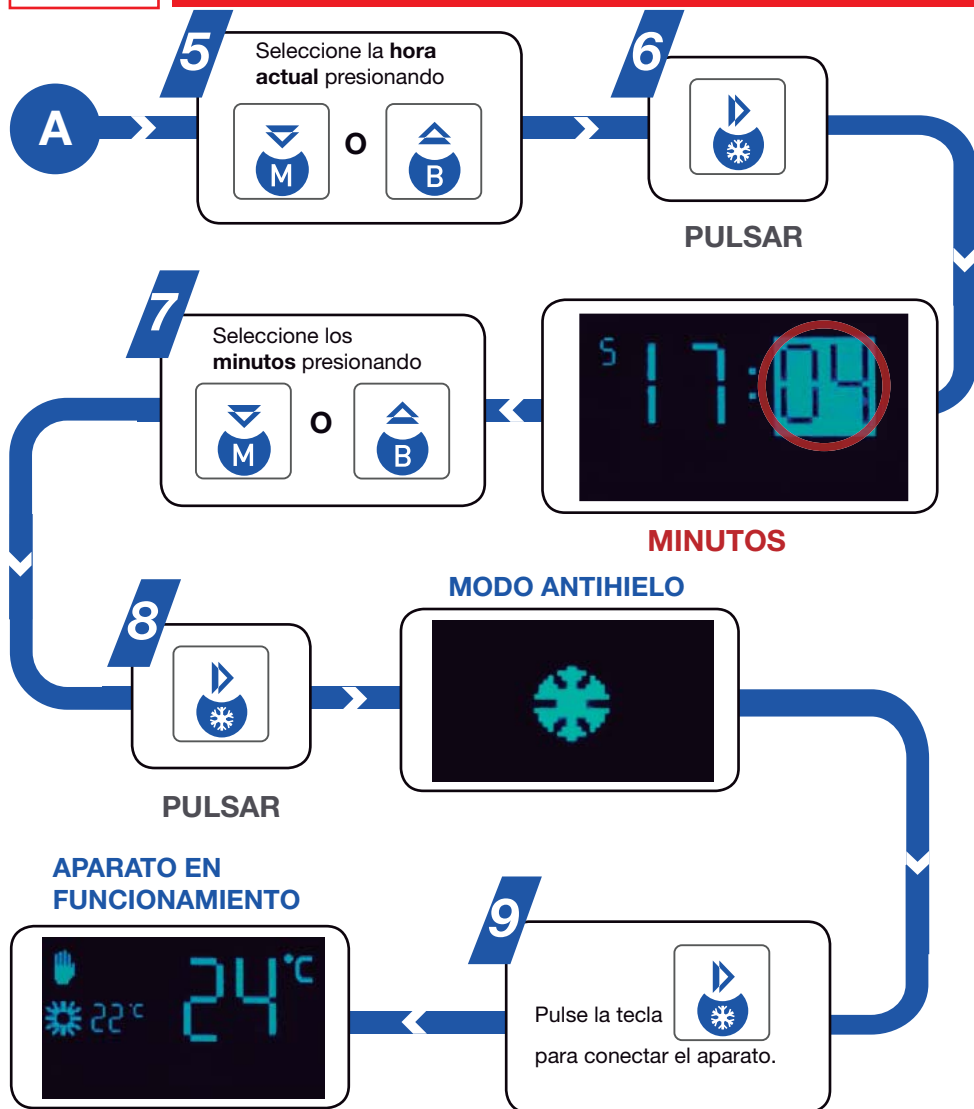 A
5
Seleccione la hora
actual presionando
M
O
B
6
PULSAR
7
Seleccione los
minutos presionando
M
O
B
S 17:04
MINUTOS
8
PULSAR
MODO ANTIHIELO
9
Pulse la tecla
para conectar el aparato.
APARATO EN
FUNCIONAMIENTO
24°C
22°C